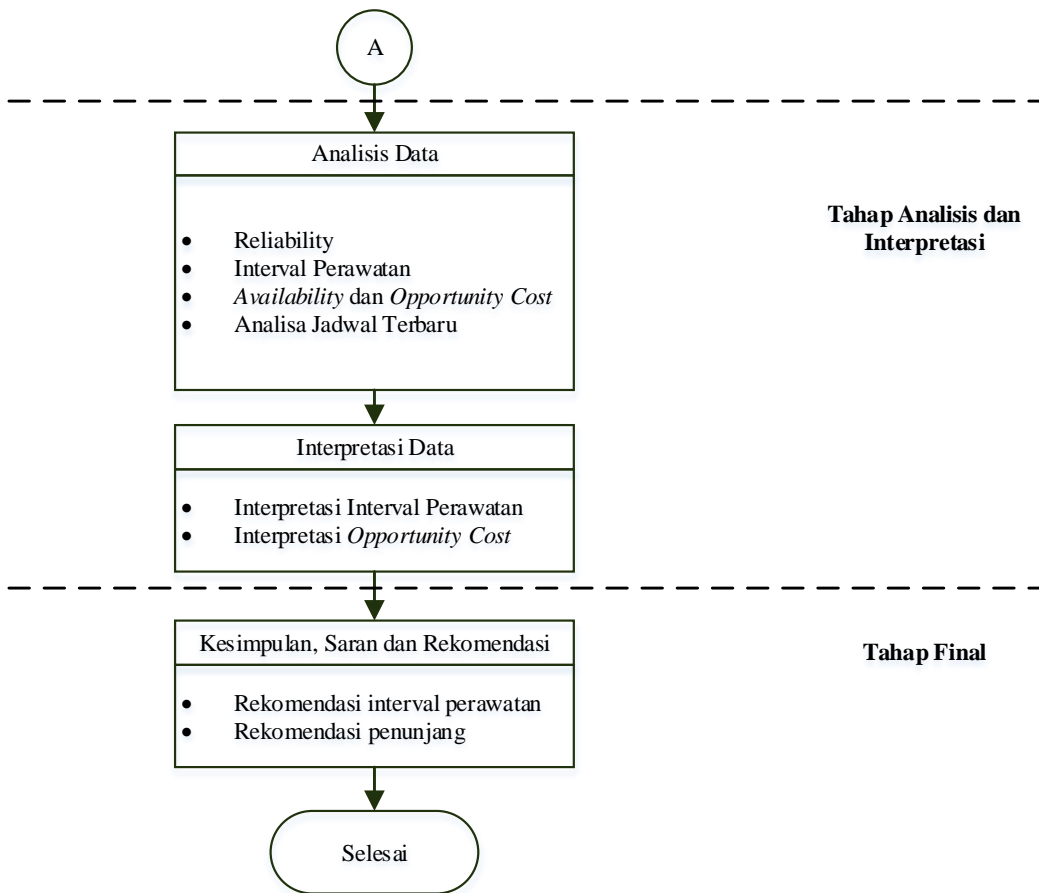 A
Analisis Data
• Reliability
• Interval Perawatan
• Availability dan Opportunity Cost
• Analisa Jadwal Terbaru
Tahap Analisis dan
Interpretasi
Interpretasi Data
• Interpretasi Interval Perawatan
• Interpretasi Opportunity Cost
Kesimpulan, Saran dan Rekomendasi
• Rekomendasi interval perawatan
• Rekomendasi penunjang
Tahap Final
Selesai